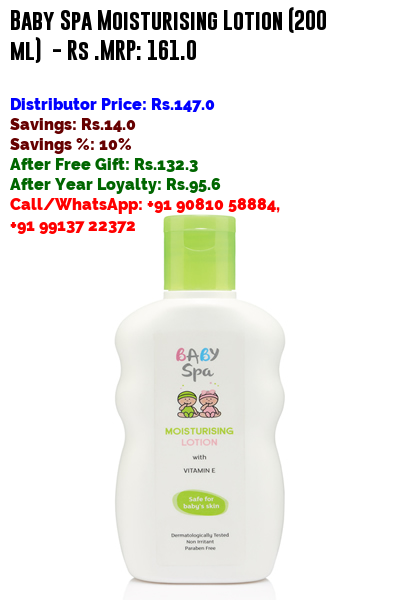 Baby Spa Moisturising Lotion (200
ml)  - Rs .MRP: 161.0
Distributor Price: Rs.147.0
Savings: Rs.14.0
Savings %: 10%
After Free Gift: Rs.132.3
After Year Loyalty: Rs.95.6
Call/WhatsApp: +91 90810 58884,
+91 99137 22372
BABY
Spa
MOISTURISING
LOTION
with
VITAMIN E
Safe for
baby's skin
Dermatologically Tested
Non Irritant
Paraben Free